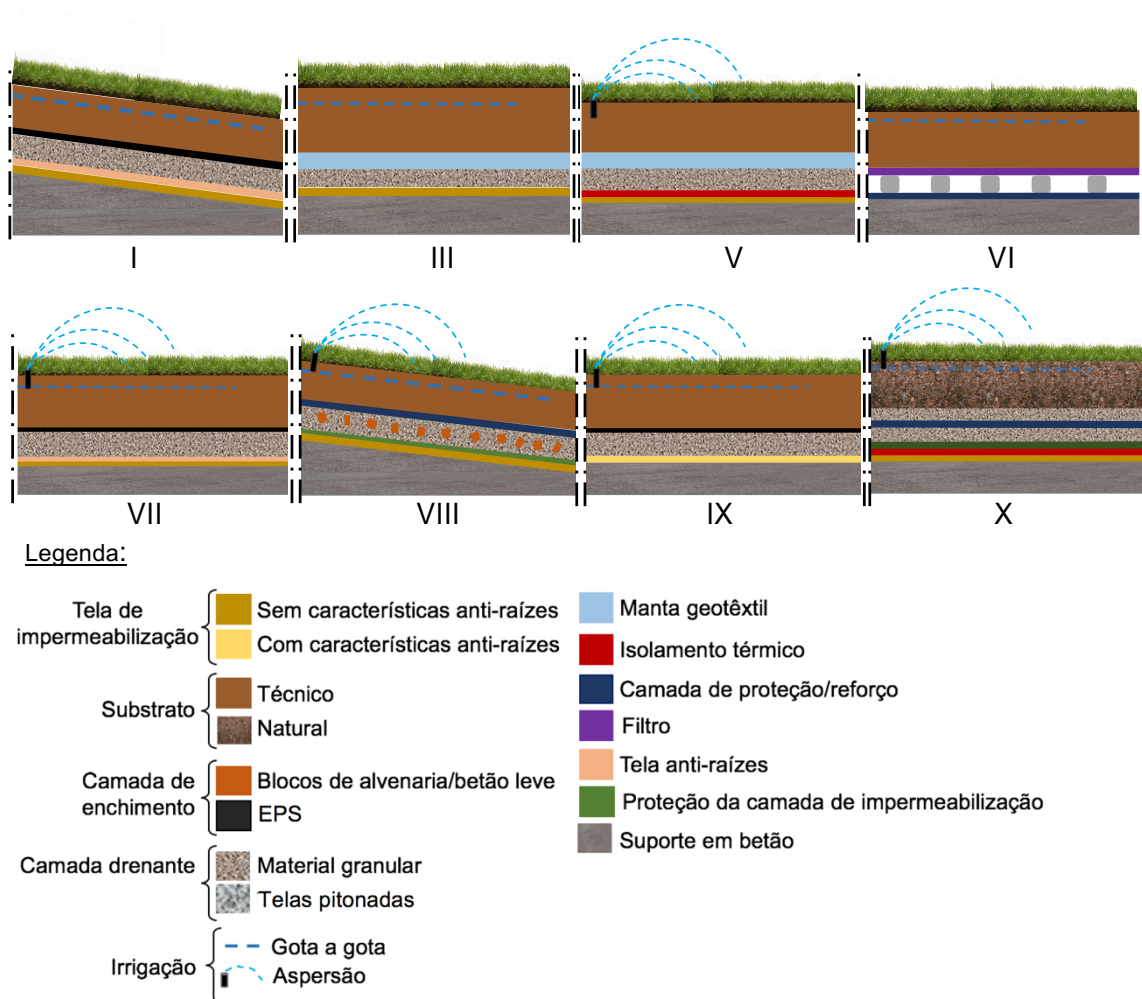 I
III
V
VI
VII
VIII
IX
X
Legenda:
Tela de
impermeabilização
Sem características anti-raízes
Com características anti-raízes
Substrato
Técnico
Natural
Camada de
enchimento
Blocos de alvenaria/betão leve
EPS
Camada drenante
Material granular
Telas pitonadas
Irrigação
Gota a gota
Aspersão
Manta geotêxtil
Isolamento térmico
Camada de proteção/reforço
Filtro
Tela anti-raízes
Proteção da camada de impermeabilização
Suporte em betão